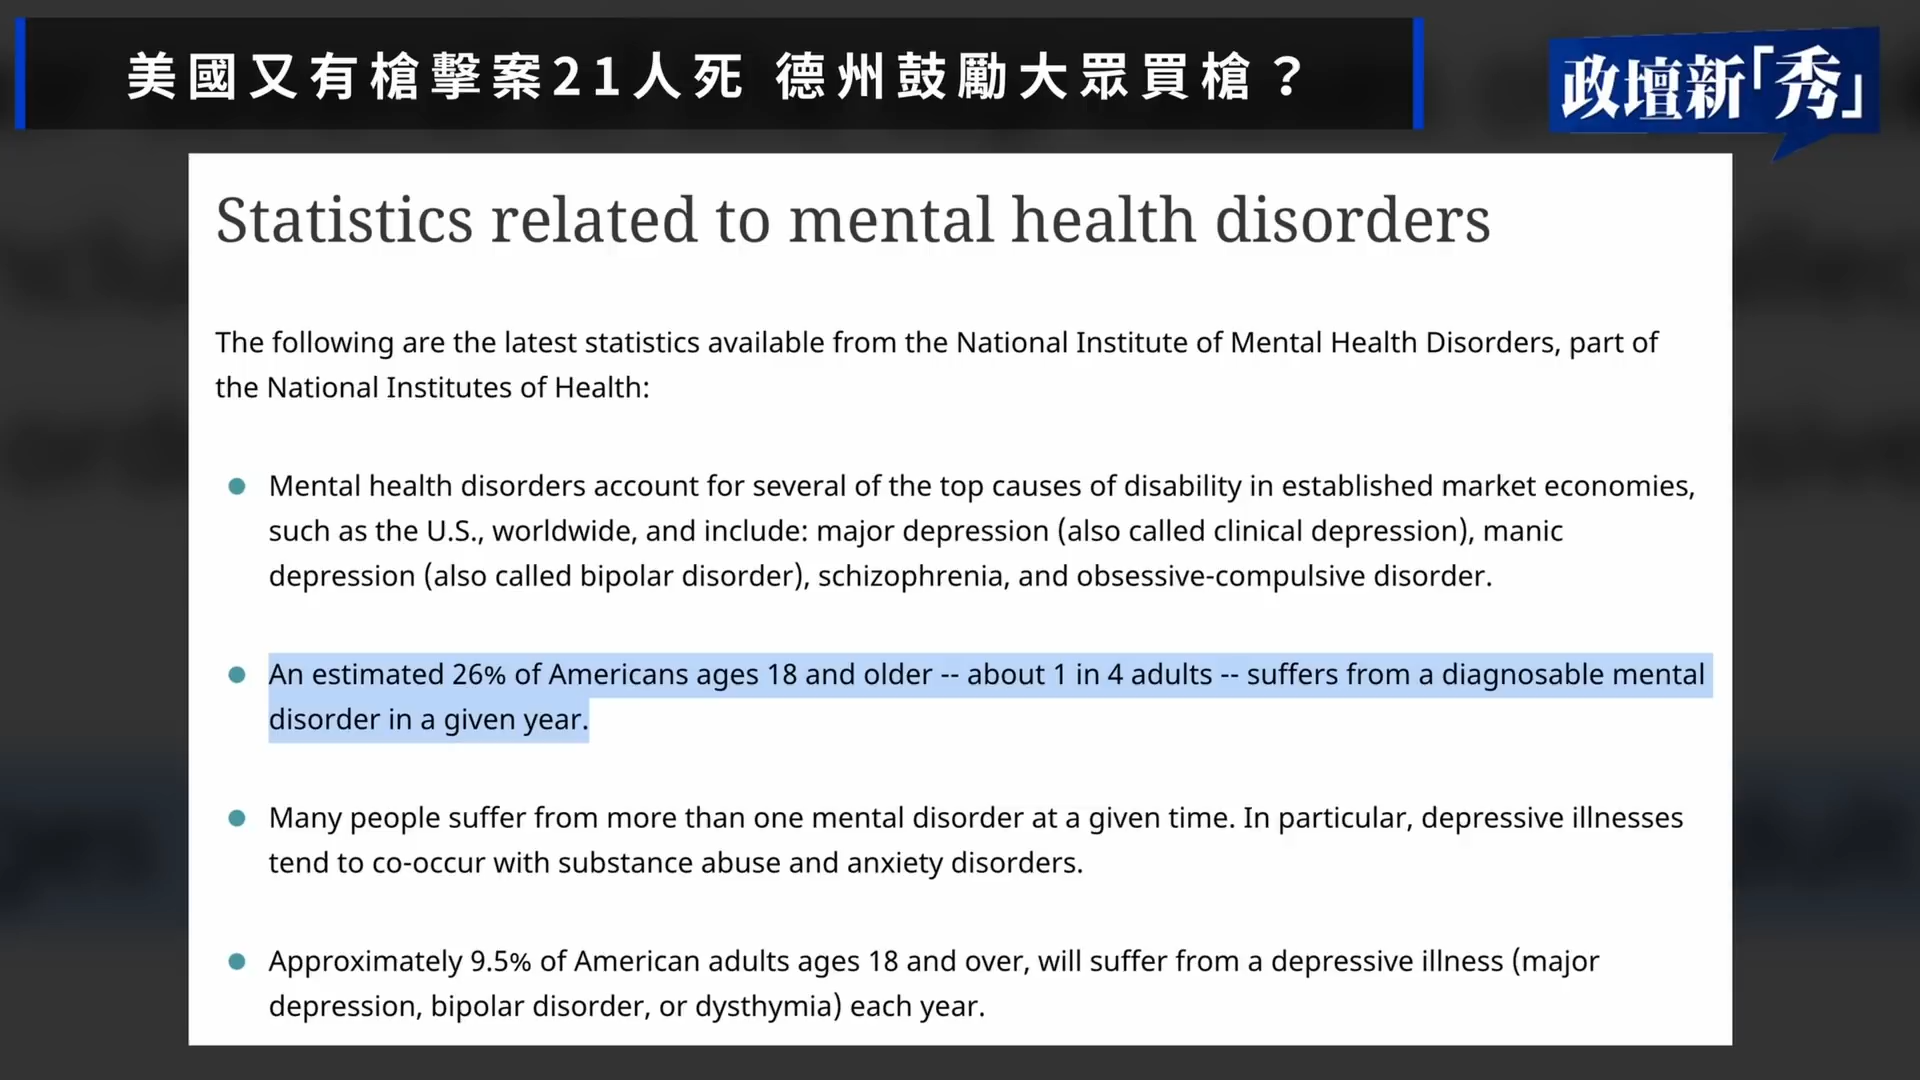 美國又有槍擊案21人死 德州鼓勵大眾買槍？
政壇新「秀」
Statistics related to mental health disorders
The following are the latest statistics available from the National Institute of Mental Health Disorders, part of
the National Institutes of Health:
Mental health disorders account for several of the top causes of disability in established market economies,
such as the U.S., worldwide, and include: major depression (also called clinical depression), manic
depression (also called bipolar disorder), schizophrenia, and obsessive-compulsive disorder.
An estimated 26% of Americans ages 18 and older -- about 1 in 4 adults -- suffers from a diagnosable mental
disorder in a given year.
Many people suffer from more than one mental disorder at a given time. In particular, depressive illnesses
tend to co-occur with substance abuse and anxiety disorders.
Approximately 9.5% of American adults ages 18 and over, will suffer from a depressive illness (major
depression, bipolar disorder, or dysthymia) each year.